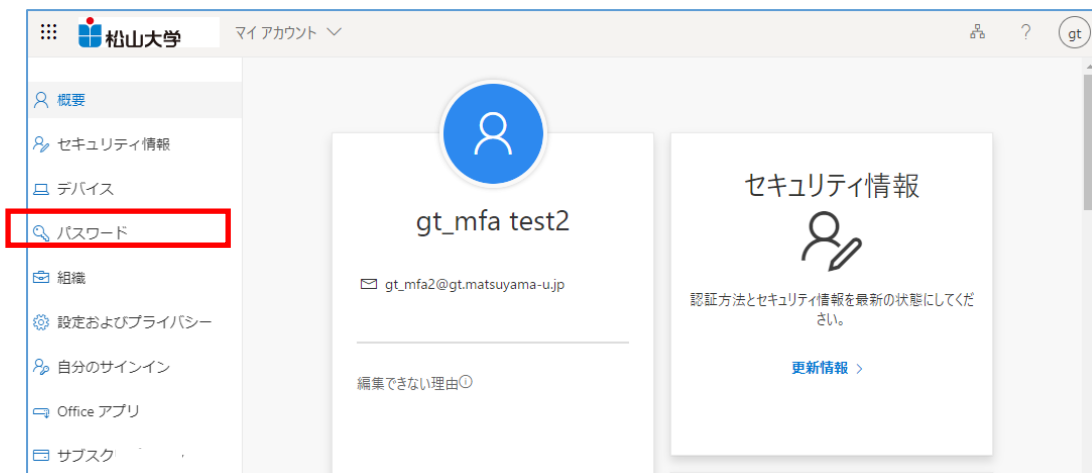 松山大学 マイ アカウント ? gt
概要
セキュリティ情報
デバイス
パスワード
組織
設定およびプライバシー
自分のサインイン
Office アプリ
サブスク
gt_mfa test2
gt_mfa2@gt.matsuyama-u.jp
編集できない理由
セキュリティ情報
認証方法とセキュリティ情報を最新の状態にしてくだ
さい。
更新情報 >